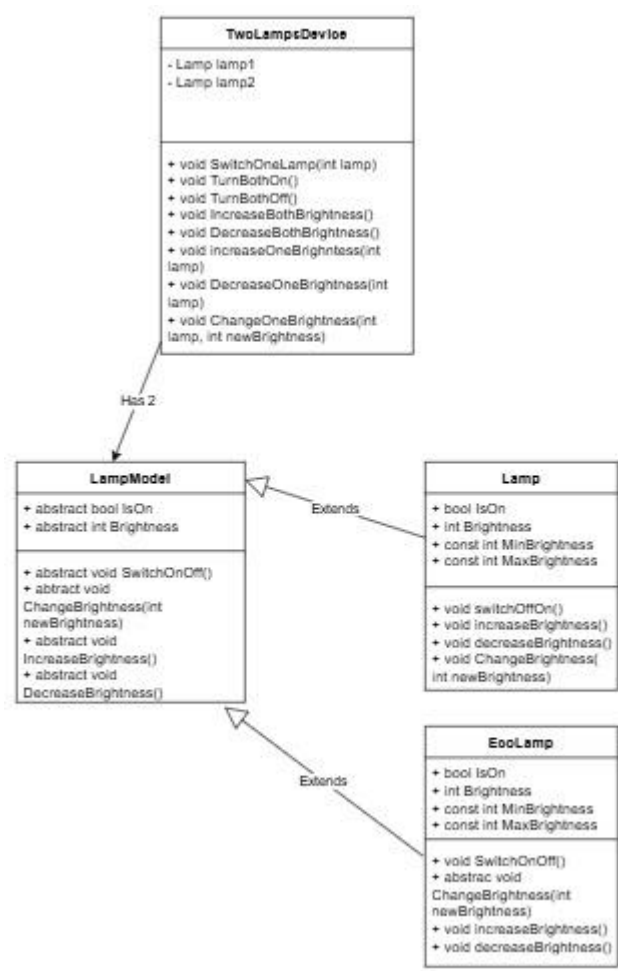 TwoLampsDevice
- Lamp lamp1
- Lamp lamp2
+ void SwitchOneLamp(int lamp)
+ void TurnBothOn()
+ void TurnBothOff()
+ void IncreaseBothBrightness()
+ void DecreaseBothBrightness()
+ void increaseOneBrighntess(int
lamp)
+ void DecreaseOneBrightness(int
lamp)
+ void ChangeOneBrightness(int
lamp, int newBrightness)
Has 2
LampModel
+ abstract bool IsOn
+ abstract int Brightness
+ abstract void SwitchOnOff()
+ abtract void
ChangeBrightness(int
newBrightness)
+ abstract void
IncreaseBrightness()
+ abstract void
DecreaseBrightness()
Extends
Lamp
+ bool IsOn
+ int Brightness
+ const int MinBrightness
+ const int MaxBrightness
+ void switchOffOn()
+ void increaseBrightness()
+ void decreaseBrightness()
+ void ChangeBrightness(
int newBrightness)
Extends
EcoLamp
+ bool IsOn
+ int Brightness
+ const int MinBrightness
+ const int MaxBrightness
+ void SwitchOnOff()
+ abstrac void
ChangeBrightness(int
newBrightness)
+ void increaseBrightness()
+ void decreaseBrightness()